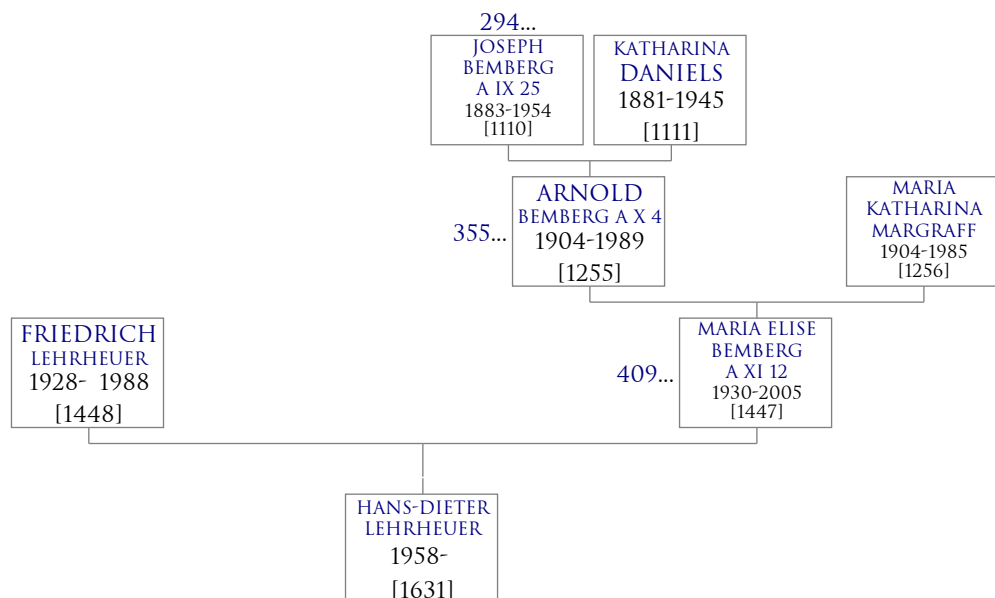 294...
JOSEPH
BEMBERG
A IX 25
1883-1954
[1110]
KATHARINA
DANIELS
1881-1945
[1111]
355...
ARNOLD
BEMBERG A X 4
1904-1989
[1255]
MARIA
KATHARINA
MARGRAFF
1904-1985
[1256]
FRIEDRICH
LEHRHEUER
1928- 1988
[1448]
409...
MARIA ELISE
BEMBERG
A XI 12
1930-2005
[1447]
HANS-DIETER
LEHRHEUER
1958-
[1631]